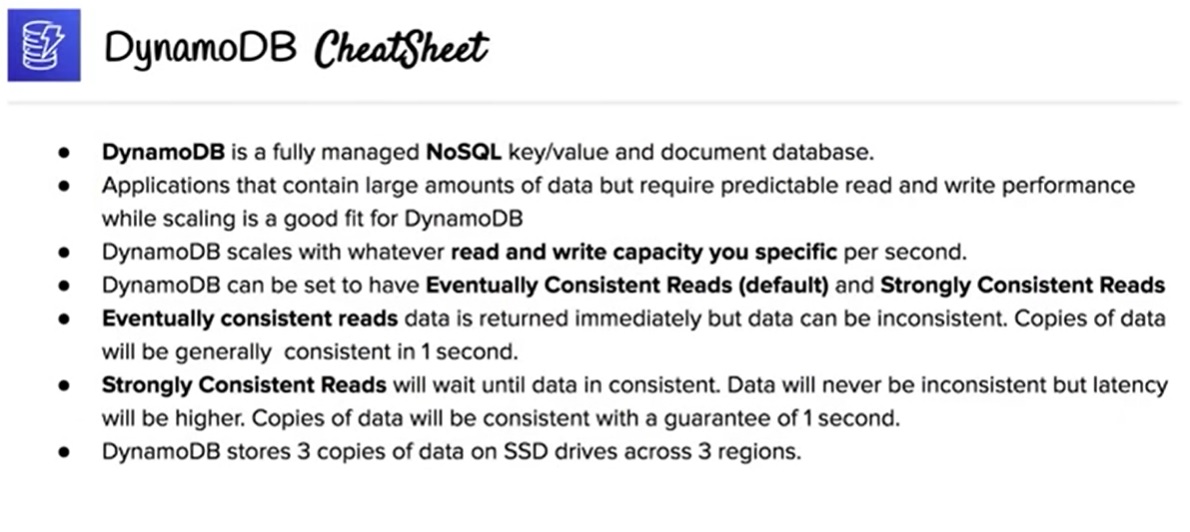 DynamoDB CheatSheet
● DynamoDB is a fully managed NoSQL key/value and document database.
● Applications that contain large amounts of data but require predictable read and write performance
while scaling is a good fit for DynamoDB
● DynamoDB scales with whatever read and write capacity you specific per second.
● DynamoDB can be set to have Eventually Consistent Reads (default) and Strongly Consistent Reads
● Eventually consistent reads data is returned immediately but data can be inconsistent. Copies of data
will be generally  consistent in 1 second.
● Strongly Consistent Reads will wait until data in consistent. Data will never be inconsistent but latency
will be higher. Copies of data will be consistent with a guarantee of 1 second.
● DynamoDB stores 3 copies of data on SSD drives across 3 regions.